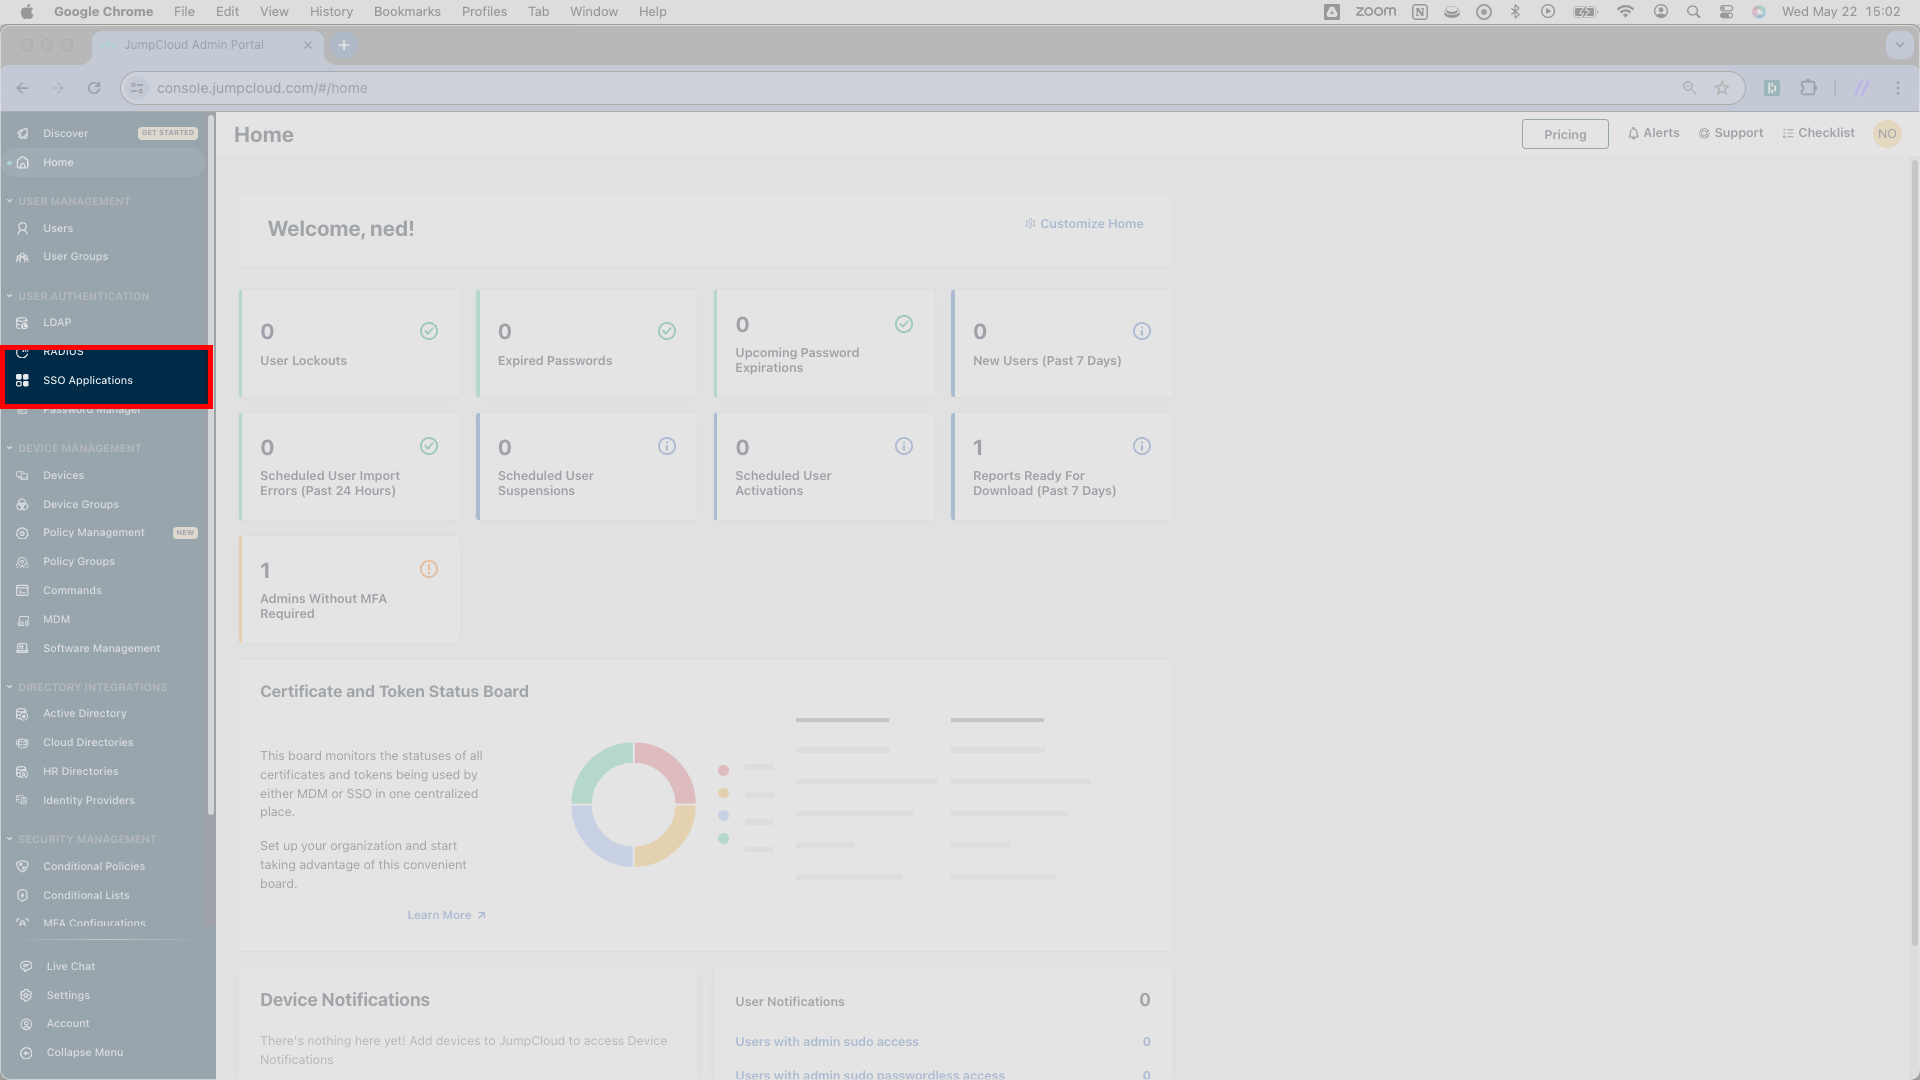 Google Chrome File Edit View History Bookmarks Profiles Tab Window Help zoom Wed May 22 15:02
JumpCloud Admin Portal
console.jumpcloud.com/#/home
Discover GET STARTED
Home
USER MANAGEMENT
Users
User Groups
USER AUTHENTICATION
LDAP
RADIUS
SSO Applications
Password Manager
DEVICE MANAGEMENT
Devices
Device Groups
Policy Management NEW
Policy Groups
Commands
MDM
Software Management
DIRECTORY INTEGRATIONS
Active Directory
Cloud Directories
HR Directories
Identity Providers
SECURITY MANAGEMENT
Conditional Policies
Conditional Lists
MFA Configurations
Live Chat
Settings
Account
Collapse Menu
Home
Pricing Alerts Support Checklist NO
Welcome, ned!
Customize Home
0
User Lockouts
0
Expired Passwords
0
Upcoming Password
Expirations
0
New Users (Past 7 Days)
0
Scheduled User Import
Errors (Past 24 Hours)
0
Scheduled User
Suspensions
0
Scheduled User
Activations
1
Reports Ready For
Download (Past 7 Days)
1
Admins Without MFA
Required
Certificate and Token Status Board
This board monitors the statuses of all
certificates and tokens being used by
either MDM or SSO in one centralized
place.
Set up your organization and start
taking advantage of this convenient
board.
Learn More
Device Notifications
There's nothing here yet! Add devices to JumpCloud to access Device
Notifications
User Notifications 0
Users with admin sudo access 0
Users with admin sudo passwordless access 0